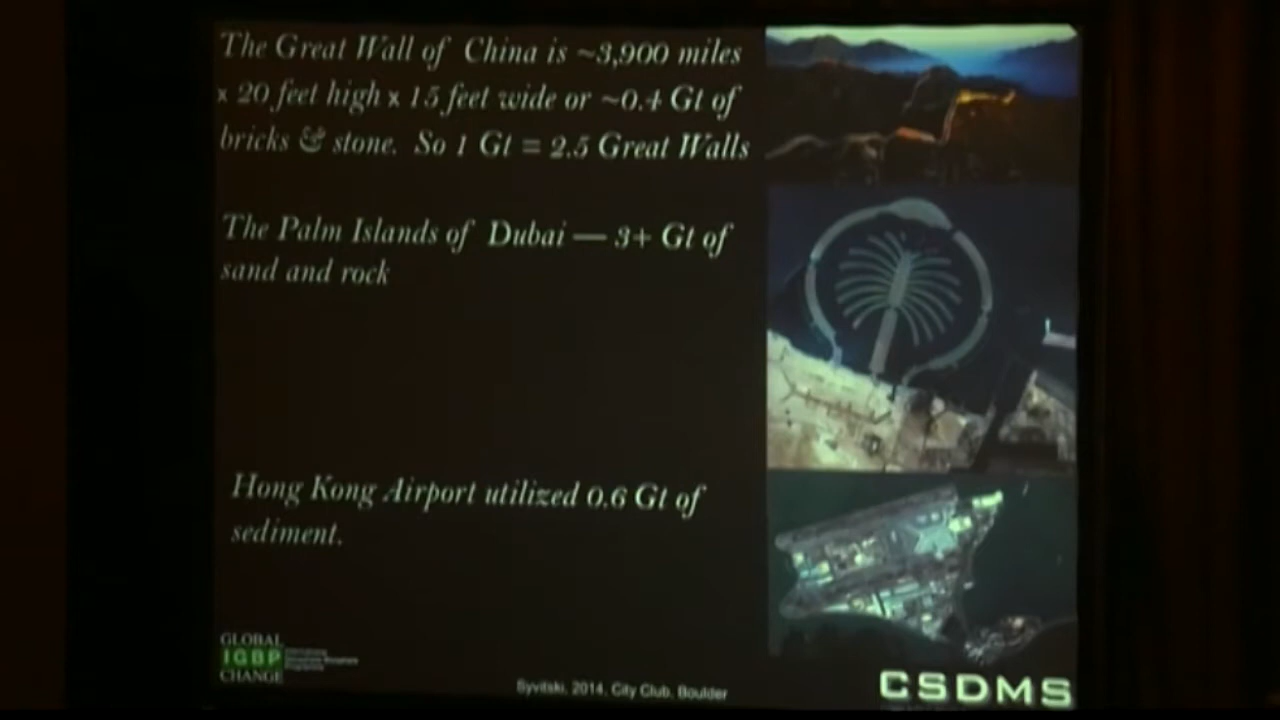 The Great Wall of China is ~3,900 miles
x 20 feet high x 15 feet wide or ~0.4 Gt of
bricks & stone. So 1 Gt ≡ 2.5 Great Walls
The Palm Islands of Dubai — 3+ Gt of
sand and rock
Hong Kong Airport utilized 0.6 Gt of
sediment.
GLOBAL
IGBP
CHANGE
Syvitski, 2014, City Club, Boulder
CSDMS